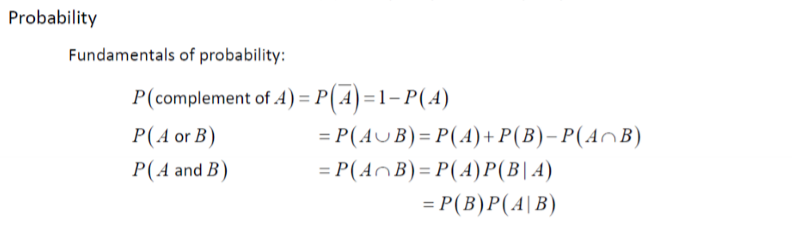 Probability
Fundamentals of probability:
P(complement of A) = P(A̅) = 1 − P(A)
P(A or B) = P(A ∪ B) = P(A) + P(B) − P(A ∩ B)
P(A and B) = P(A ∩ B) = P(A)P(B | A)
= P(B)P(A | B)